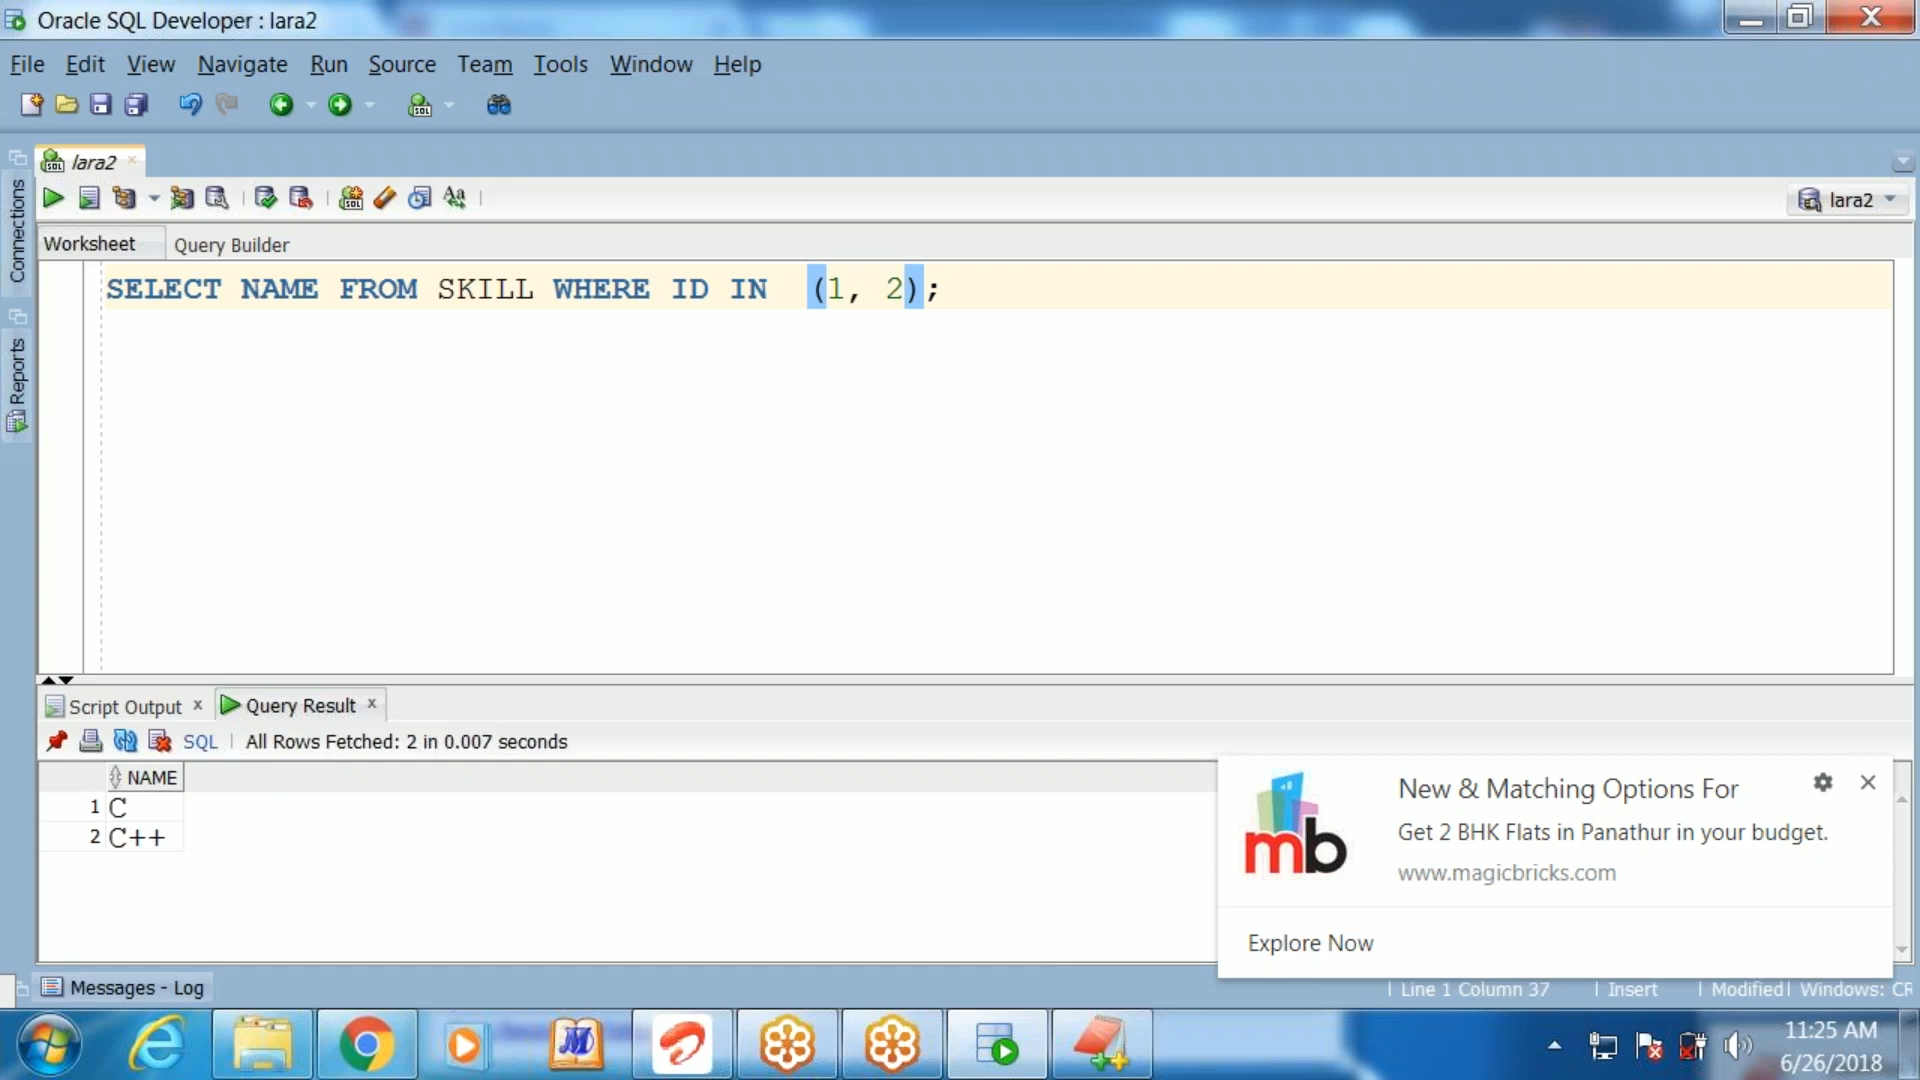 Oracle SQL Developer : lara2
File Edit View Navigate Run Source Team Tools Window Help
lara2
lara2
Connections
Reports
Worksheet Query Builder
SELECT NAME FROM SKILL WHERE ID IN  (1, 2);
Script Output Query Result
SQL All Rows Fetched: 2 in 0.007 seconds
NAME
1 C
2 C++
New & Matching Options For
Get 2 BHK Flats in Panathur in your budget.
www.magicbricks.com
mb
Explore Now
Messages - Log
Line 1 Column 37 Insert Modified Windows: CR
11:25 AM
6/26/2018